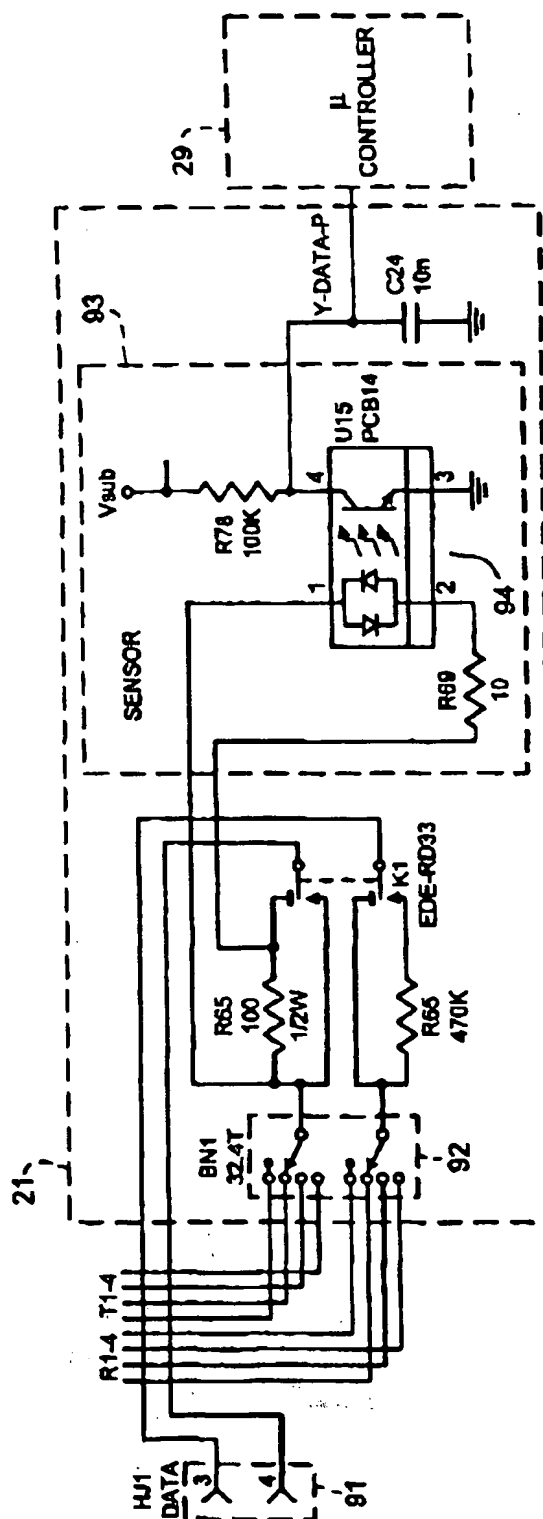 HJ1
DATA
3
4
91
R1-4
T1-4
21
BN1
32.4T
92
R65
100
1/2W
R66
470K
K1
EDE-RD33
93
SENSOR
Vsub
R78
100K
1
4
U15
PCB14
2
3
94
R69
10
Y-DATA-P
C24
10n
29
μ
CONTROLLER